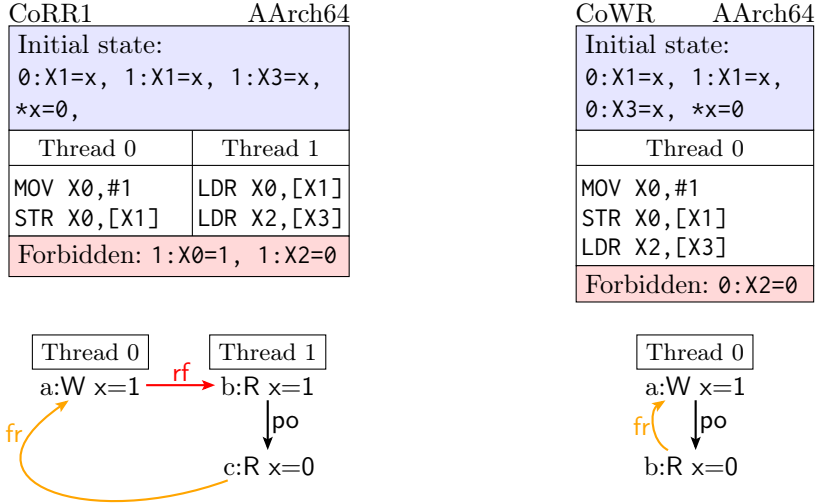 CoRR1 AArch64
Initial state:
0:X1=x, 1:X1=x, 1:X3=x,
*x=0,
Thread 0 Thread 1
MOV X0,#1 LDR X0,[X1]
STR X0,[X1] LDR X2,[X3]
Forbidden: 1:X0=1, 1:X2=0
Thread 0 Thread 1
a:W x=1 rf b:R x=1
po
fr
c:R x=0
CoWR AArch64
Initial state:
0:X1=x, 1:X1=x,
0:X3=x, *x=0
Thread 0
MOV X0,#1
STR X0,[X1]
LDR X2,[X3]
Forbidden: 0:X2=0
Thread 0
a:W x=1
fr po
b:R x=0